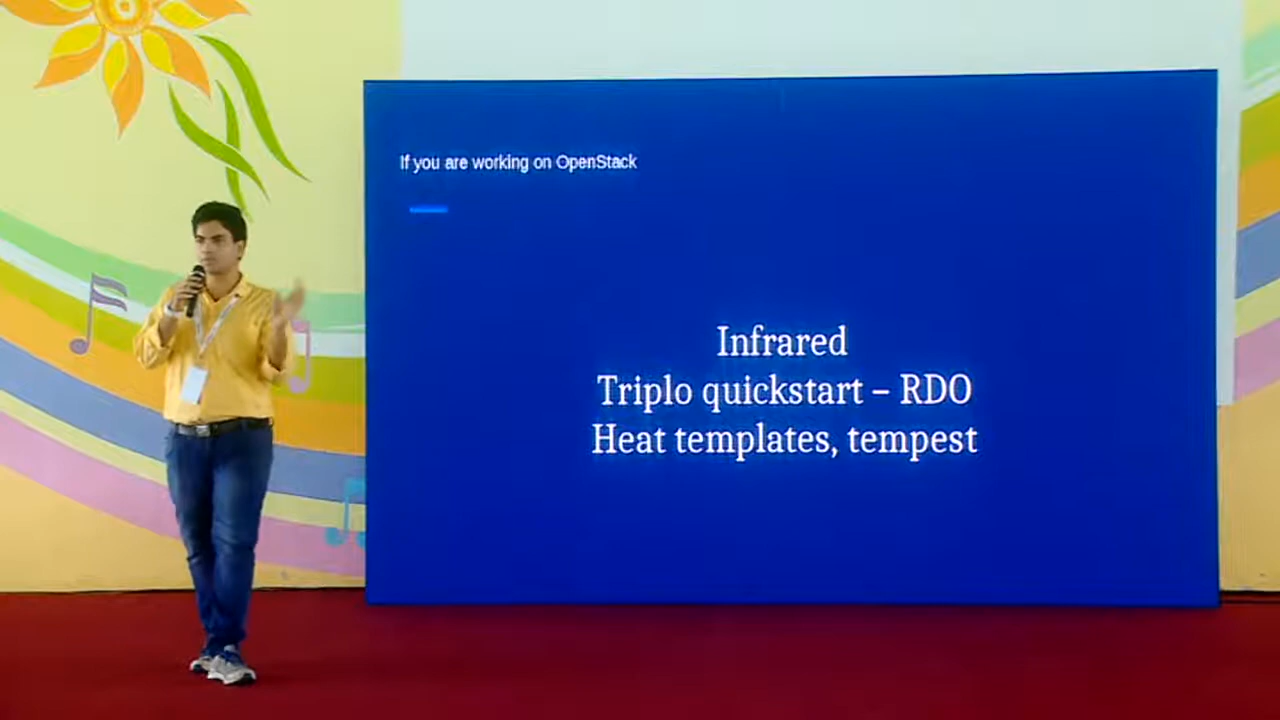 If you are working on OpenStack
Infrared
Triplo quickstart – RDO
Heat templates, tempest